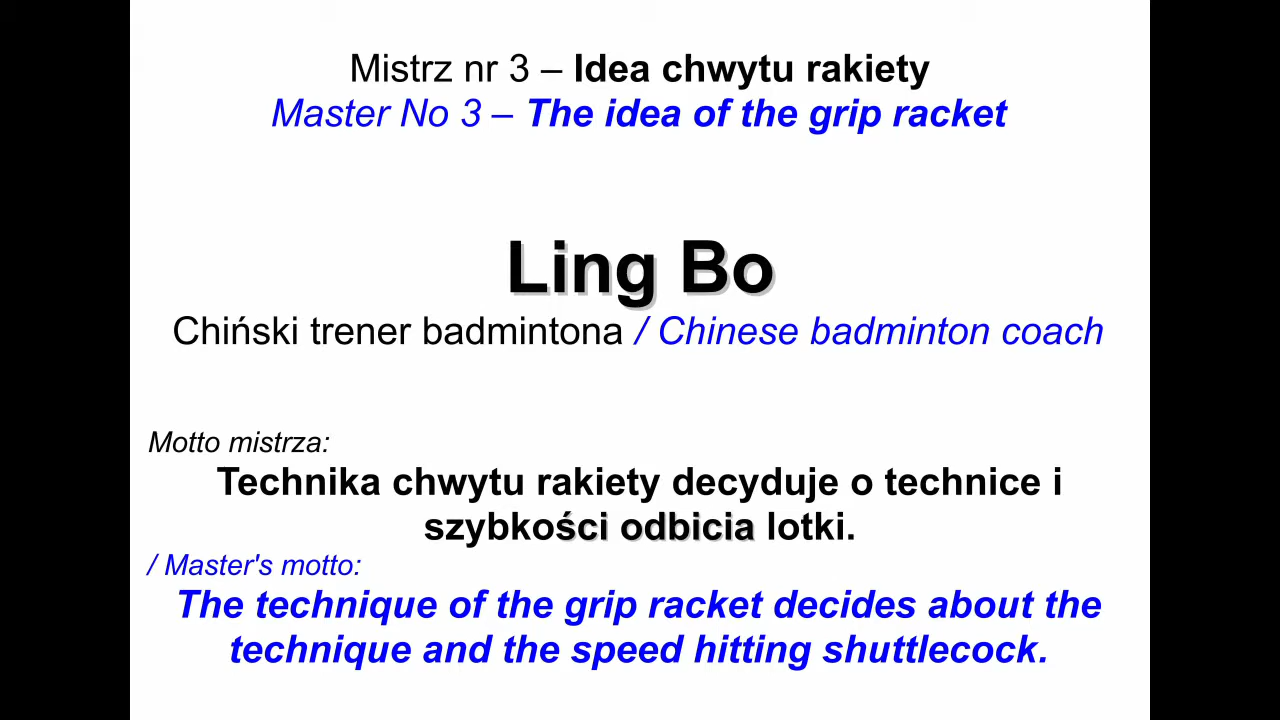 Mistrz nr 3 – Idea chwytu rakiety
Master No 3 – The idea of the grip racket
Ling Bo
Chiński trener badmintona / Chinese badminton coach
Motto mistrza:
Technika chwytu rakiety decyduje o technice i
szybkości odbicia lotki.
/ Master's motto:
The technique of the grip racket decides about the
technique and the speed hitting shuttlecock.